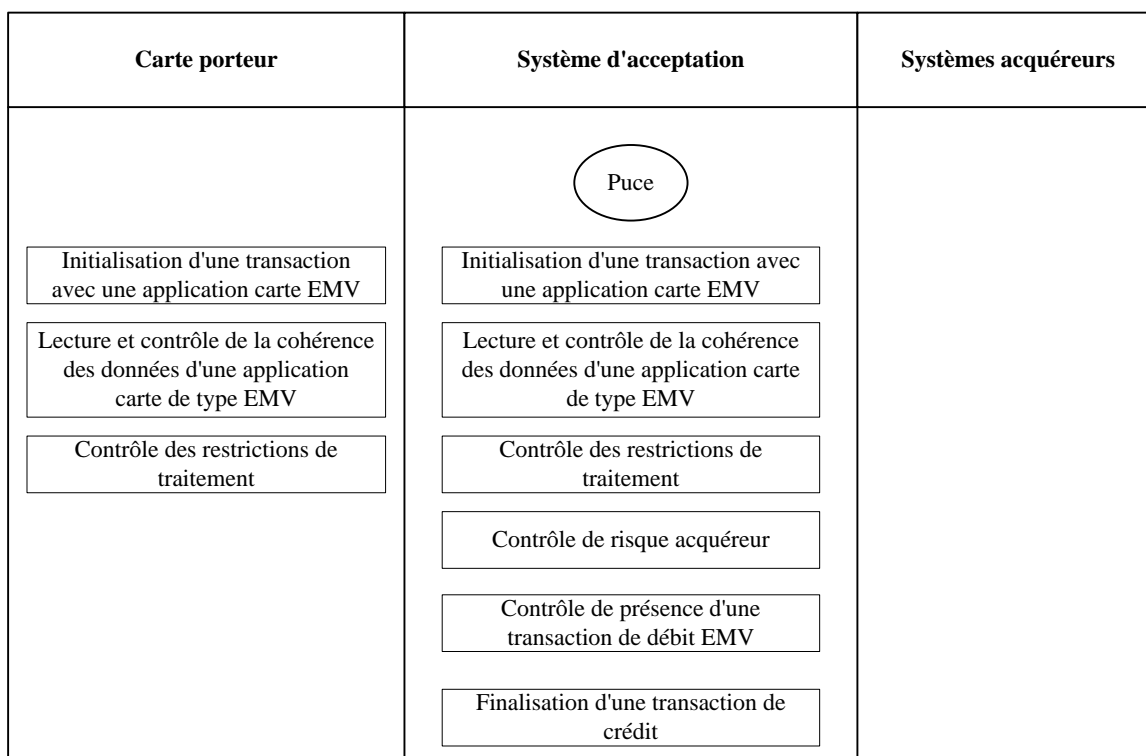 Carte porteur
Système d'acceptation
Systèmes acquéreurs
Puce
Initialisation d'une transaction
avec une application carte EMV
Initialisation d'une transaction avec
une application carte EMV
Lecture et contrôle de la cohérence
des données d'une application
carte de type EMV
Lecture et contrôle de la cohérence
des données d'une application carte
de type EMV
Contrôle des restrictions de
traitement
Contrôle des restrictions de
traitement
Contrôle de risque acquéreur
Contrôle de présence d'une
transaction de débit EMV
Finalisation d'une transaction de
crédit